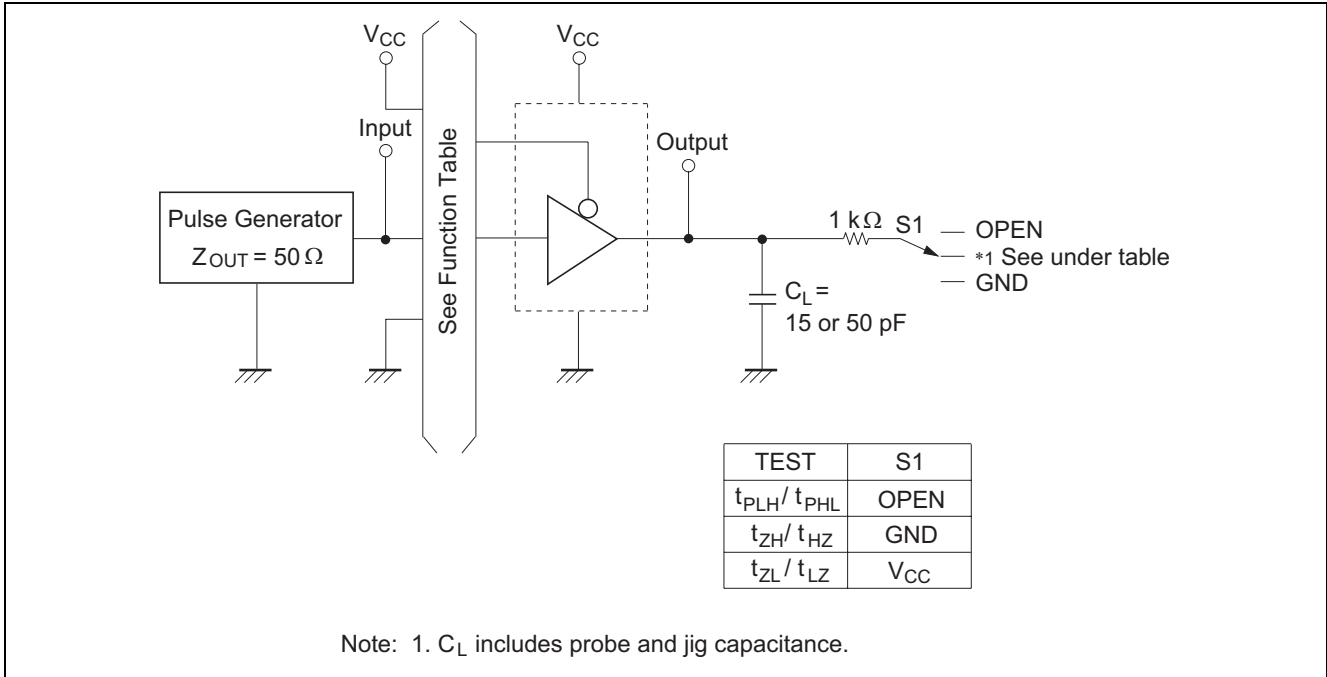 VCC
VCC
Input
Output
See Function Table
Pulse Generator
ZOUT = 50 Ω
1 kΩ
S1
OPEN
*1 See under table
GND
CL =
15 or 50 pF
TEST S1
tPLH / tPHL OPEN
tZH / tHZ GND
tZL / tLZ VCC
Note: 1. CL includes probe and jig capacitance.